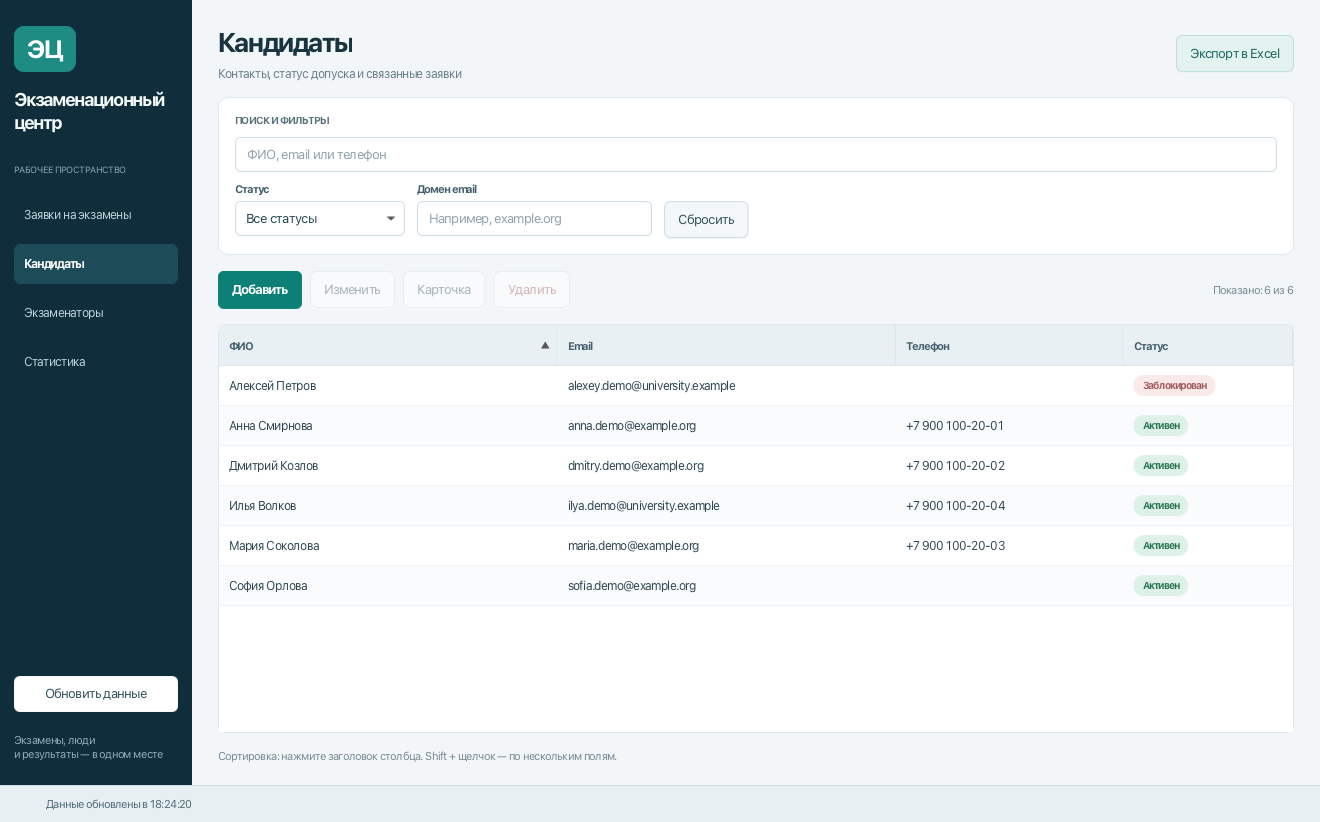 ЭЦ
Экзаменационный
центр
РАБОЧЕЕ ПРОСТРАНСТВО
Заявки на экзамены
Кандидаты
Экзаменаторы
Статистика
Обновить данные
Экзамены, люди
и результаты — в одном месте
Данные обновлены в 18:24:20
Кандидаты
Контакты, статус допуска и связанные заявки
Экспорт в Excel
ПОИСК И ФИЛЬТРЫ
ФИО, email или телефон
Статус Домен email
Все статусы Например, example.org Сбросить
Добавить Изменить Карточка Удалить Показано: 6 из 6
ФИО Email Телефон Статус
Алексей Петров alexey.demo@university.example Заблокирован
Анна Смирнова anna.demo@example.org +7 900 100-20-01 Активен
Дмитрий Козлов dmitry.demo@example.org +7 900 100-20-02 Активен
Илья Волков ilya.demo@university.example +7 900 100-20-04 Активен
Мария Соколова maria.demo@example.org +7 900 100-20-03 Активен
София Орлова sofia.demo@example.org Активен
Сортировка: нажмите заголовок столбца. Shift + щелчок — по нескольким полям.